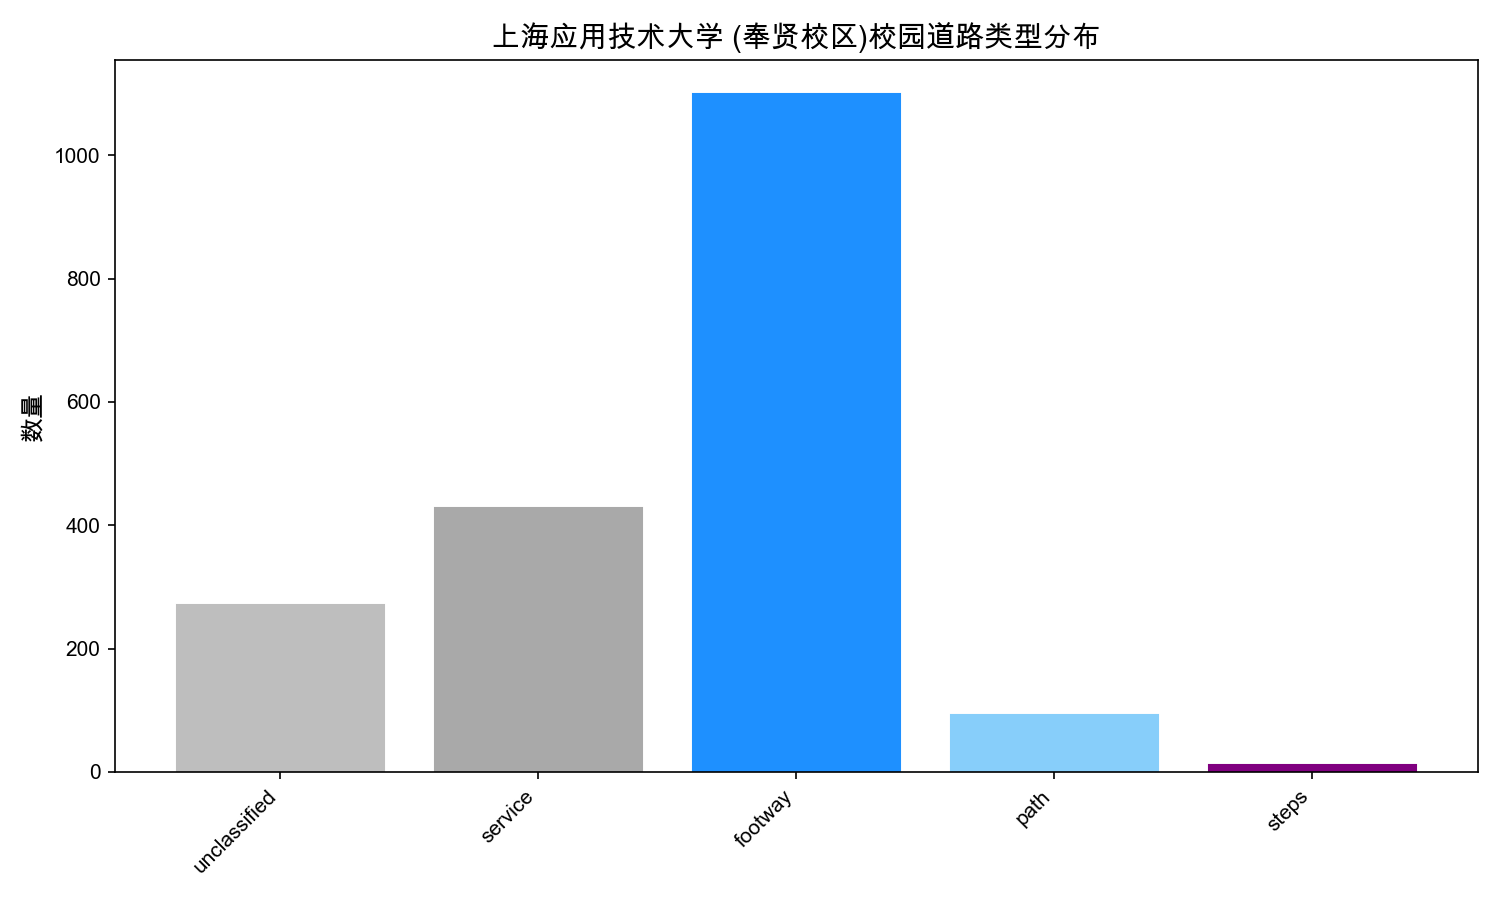 上海应用技术大学 (奉贤校区)校园道路类型分布
数量
1000
800
600
400
200
0
unclassified
service
footway
path
steps